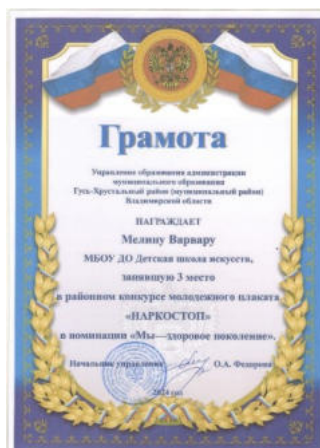 Грамота
Управление образования администрации
муниципального образования
Гусь-Хрустальный район (муниципальный район)
Владимирской области
НАГРАЖДАЕТ
Мелину Варвару
МБОУ ДО Детская школа искусств,
занявшую 3 место
в районном конкурсе молодежного плаката
«НАРКОСТОП»
в номинации «Мы—здоровое поколение».
Начальник управления О.А. Федорова
2024 год